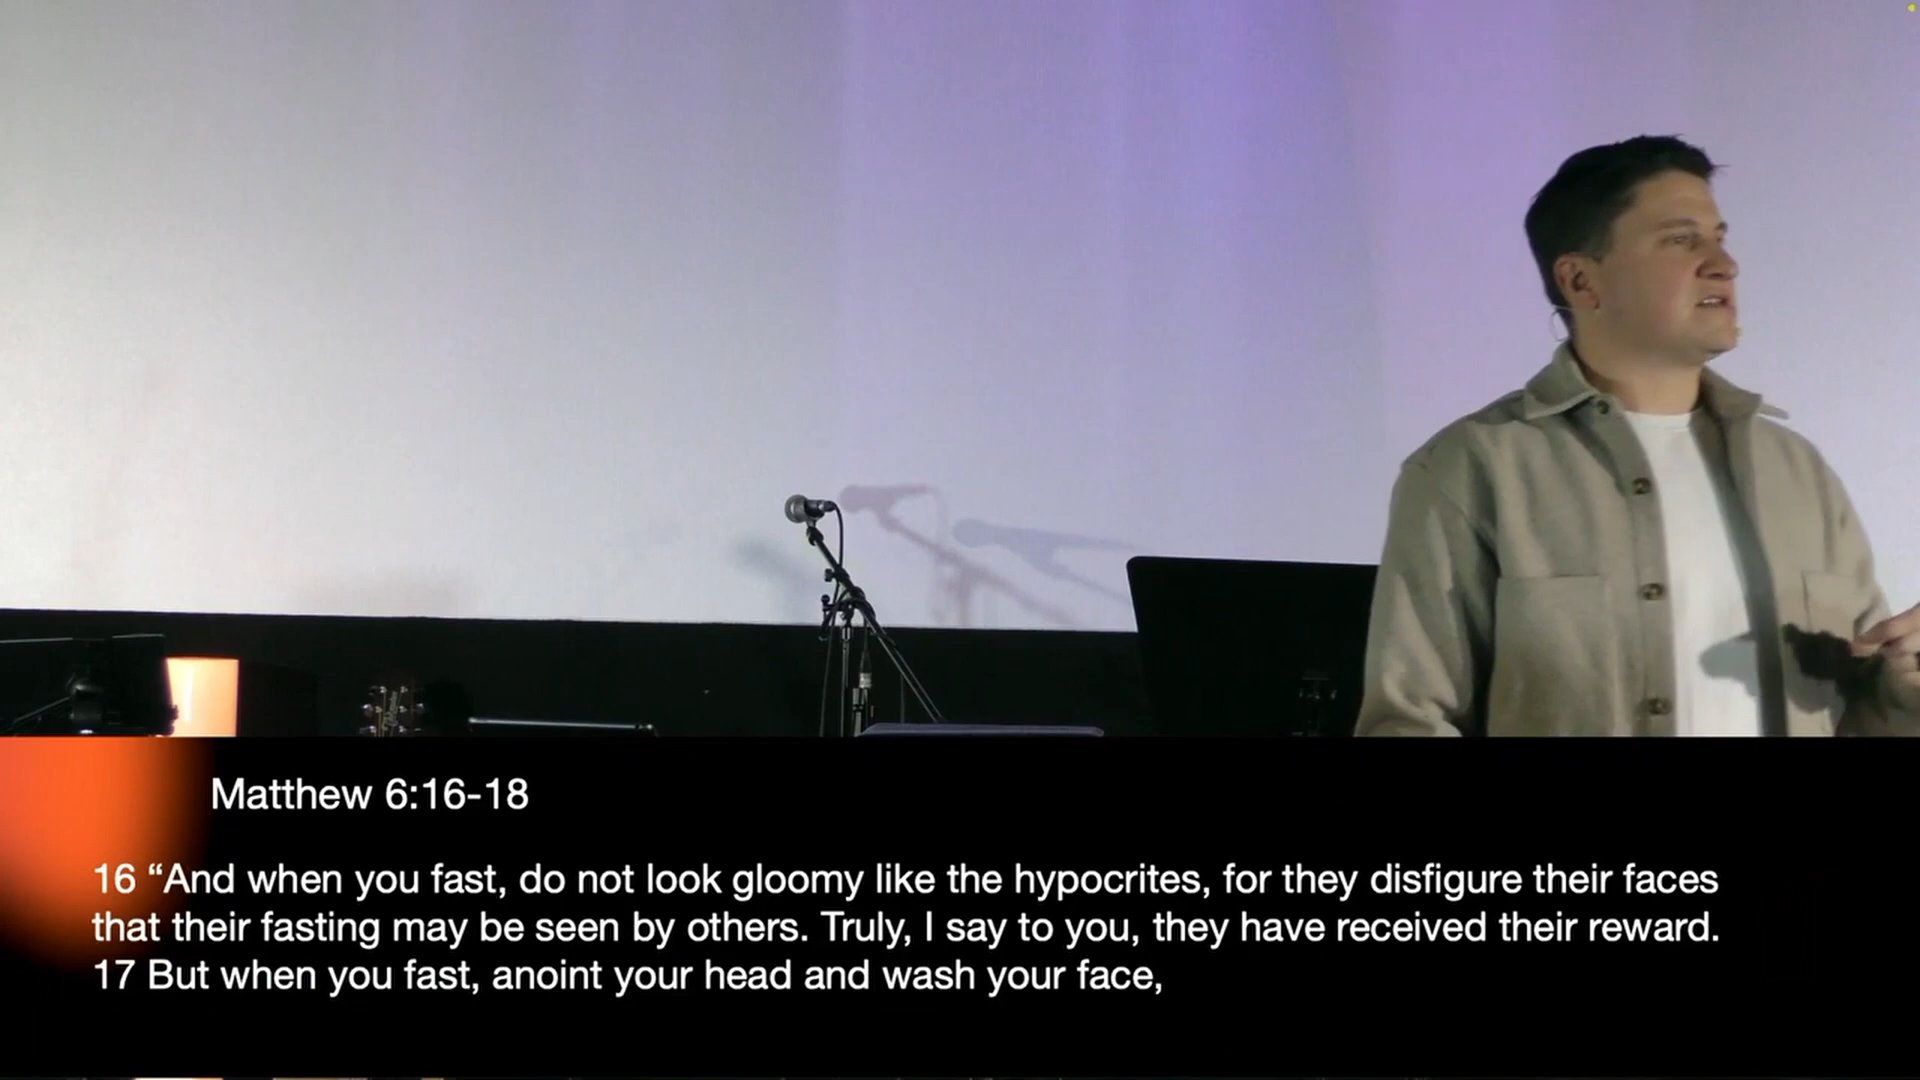 Matthew 6:16-18
16 “And when you fast, do not look gloomy like the hypocrites, for they disfigure their faces
that their fasting may be seen by others. Truly, I say to you, they have received their reward.
17 But when you fast, anoint your head and wash your face,